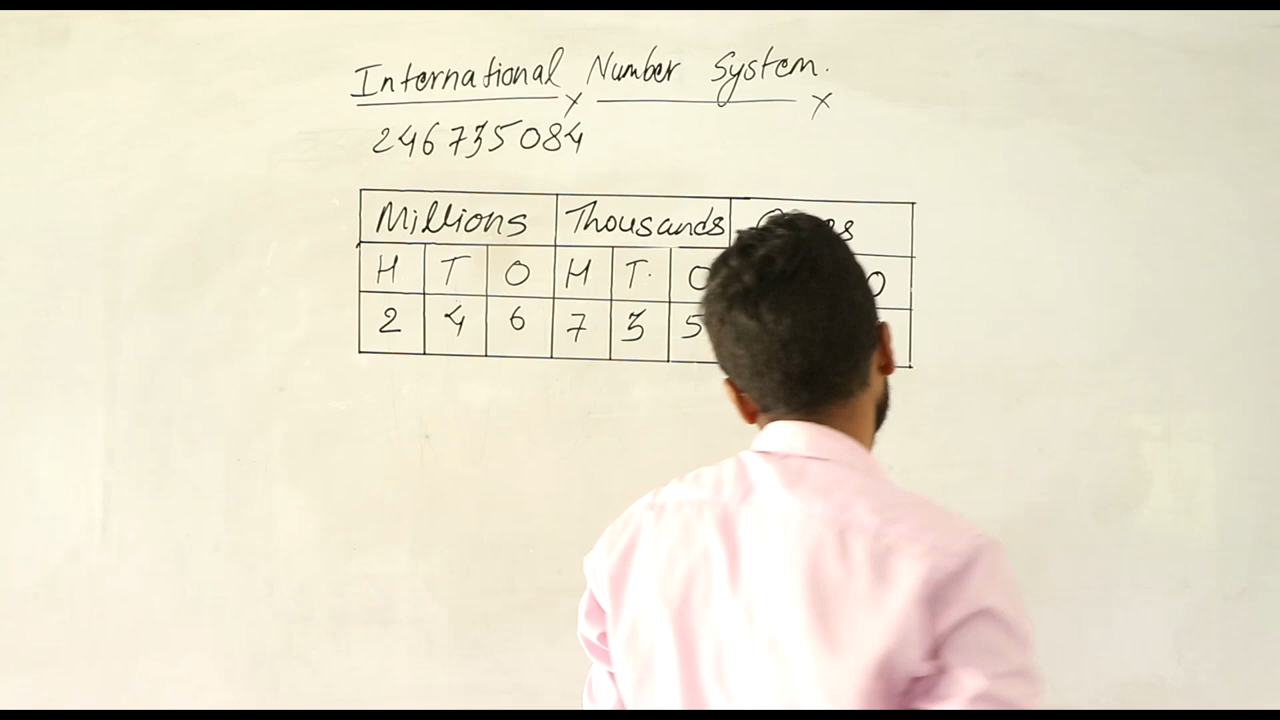 International Number System.
246735084
Millions Thousands
H T O H T. O O
2 4 6 7 3 5